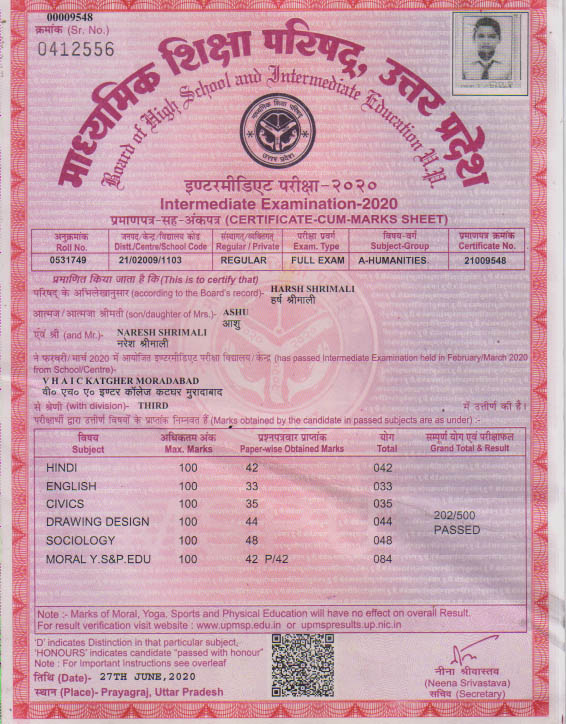 00009548
क्रमांक (Sr. No.)
0412556
माध्यमिक शिक्षा परिषद, उत्तर प्रदेश
Board of High School and Intermediate Education U.P.
माध्यमिक शिक्षा परिषद्
उत्तर प्रदेश
इण्टरमीडिएट परीक्षा-२०२०
Intermediate Examination-2020
प्रमाणपत्र-सह-अंकपत्र (CERTIFICATE-CUM-MARKS SHEET)
अनुक्रमांक जनपद/केन्द्र/विद्यालय कोड संस्थागत/व्यक्तिगत परीक्षा प्रवर्ग विषय-वर्ग प्रमाणपत्र क्रमांक
Roll No. Distt./Centre/School Code Regular / Private Exam. Type Subject-Group Certificate No.
0531749 21/02009/1103 REGULAR FULL EXAM A-HUMANITIES 21009548
प्रमाणित किया जाता है कि (This is to certify that)
HARSH SHRIMALI
परिषद् के अभिलेखानुसार (according to the Board's record)- हर्ष श्रीमाली
ASHU
आत्मज/आत्मजा श्रीमती (son/daughter of Mrs.)- आशु
NARESH SHRIMALI
एवं श्री (and Mr.)- नरेश श्रीमाली
ने फरवरी/मार्च 2020 में आयोजित इण्टरमीडिएट परीक्षा विद्यालय/केन्द्र (has passed Intermediate Examination held in February/March 2020
from School/Centre)-
V H A I C KATGHER MORADABAD
वी० एच० ए० इण्टर कॉलेज कटघर मुरादाबाद
से श्रेणी (with division)- THIRD में उत्तीर्ण की है।
परीक्षार्थी द्वारा उत्तीर्ण विषयों के प्राप्तांक निम्नवत हैं (Marks obtained by the candidate in passed subjects are as under) :-
विषय अधिकतम अंक प्रश्नपत्रवार प्राप्तांक योग सम्पूर्ण योग एवं परीक्षाफल
Subject Max. Marks Paper-wise Obtained Marks Total Grand Total & Result
HINDI 100 42 042
ENGLISH 100 33 033
CIVICS 100 35 035
DRAWING DESIGN 100 44 044 202/500
PASSED
SOCIOLOGY 100 48 048
MORAL Y.S&P.EDU 100 42 P/42 084
Note :- Marks of Moral, Yoga, Sports and Physical Education will have no effect on overall Result.
For result verification visit website : www.upmsp.edu.in or upmspresults.up.nic.in
'D' indicates Distinction in that particular subject,
'HONOURS' indicates candidate "passed with honour"
Note : For Important Instructions see overleaf
तिथि (Date)- 27TH JUNE,2020
स्थान (Place)- Prayagraj, Uttar Pradesh
नीना श्रीवास्तव
(Neena Srivastava)
सचिव (Secretary)